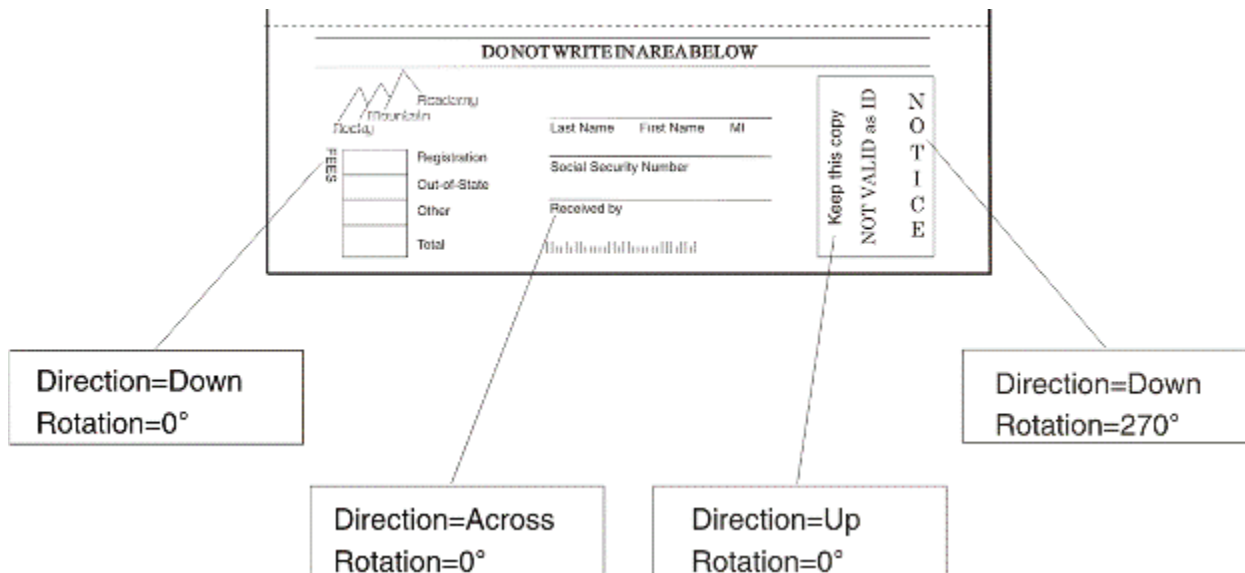 DO NOT WRITE IN AREA BELOW
Rocky
Mountain
Academy
FEES
Registration
Out-of-State
Other
Total
Last Name First Name MI
Social Security Number
Received by
Keep this copy
NOT VALID as ID
NOTICE
Direction=Down
Rotation=0°
Direction=Across
Rotation=0°
Direction=Up
Rotation=0°
Direction=Down
Rotation=270°